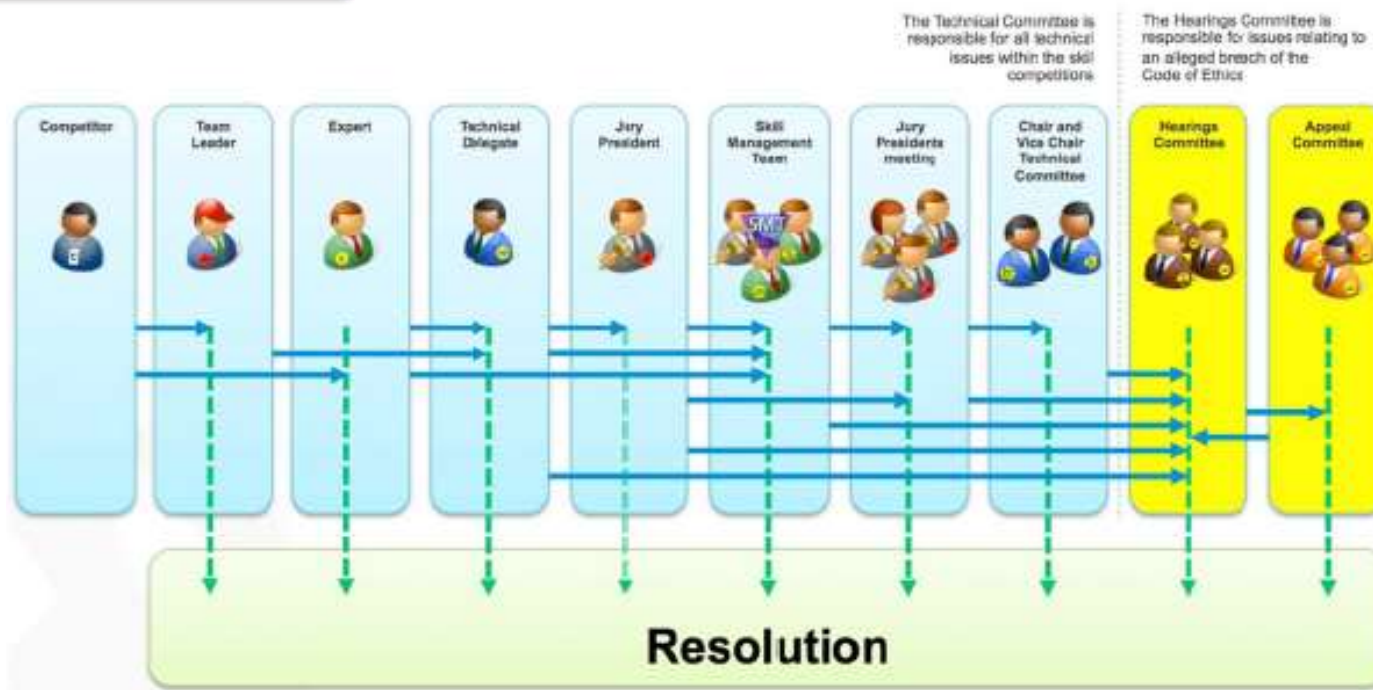 The Technical Committee is
responsible for all technical
issues within the skill
competitions
The Hearings Committee is
responsible for issues relating to
an alleged breach of the
Code of Ethics
Competitor
Team
Leader
Expert
Technical
Delegate
Jury
President
Skill
Management
Team
Jury
Presidents
meeting
Chair and
Vice Chair
Technical
Committee
Hearings
Committee
Appeal
Committee
C
SMT
Resolution